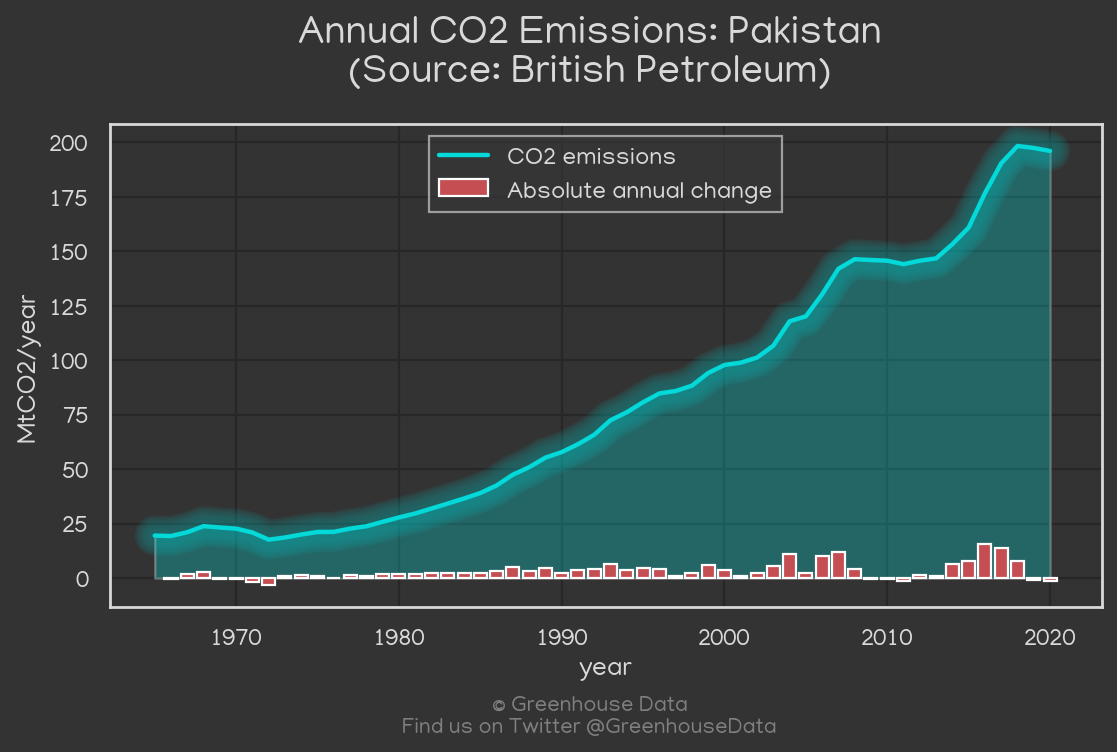 Annual CO2 Emissions: Pakistan
(Source: British Petroleum)
CO2 emissions
Absolute annual change
MtCO2/year
200
175
150
125
100
75
50
25
0
1970 1980 1990 2000 2010 2020
year
© Greenhouse Data
Find us on Twitter @GreenhouseData